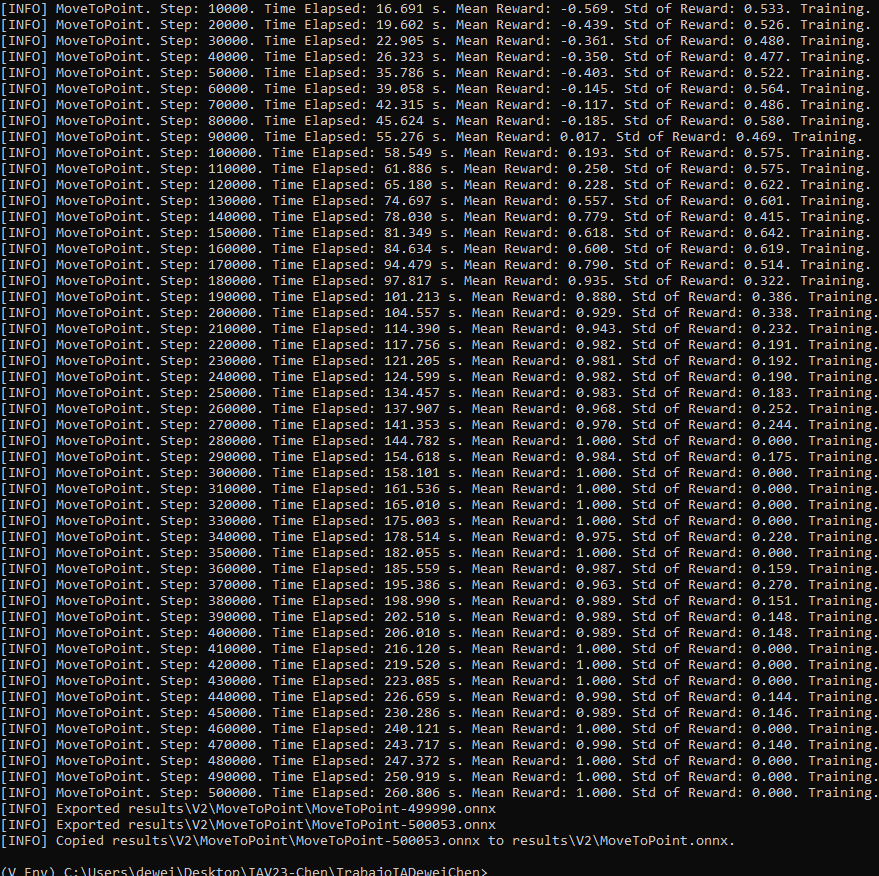 [INFO] MoveToPoint. Step: 10000. Time Elapsed: 16.691 s. Mean Reward: -0.569. Std of Reward: 0.533. Training.
[INFO] MoveToPoint. Step: 20000. Time Elapsed: 19.602 s. Mean Reward: -0.439. Std of Reward: 0.526. Training.
[INFO] MoveToPoint. Step: 30000. Time Elapsed: 22.905 s. Mean Reward: -0.361. Std of Reward: 0.480. Training.
[INFO] MoveToPoint. Step: 40000. Time Elapsed: 26.323 s. Mean Reward: -0.350. Std of Reward: 0.477. Training.
[INFO] MoveToPoint. Step: 50000. Time Elapsed: 35.786 s. Mean Reward: -0.403. Std of Reward: 0.522. Training.
[INFO] MoveToPoint. Step: 60000. Time Elapsed: 39.058 s. Mean Reward: -0.145. Std of Reward: 0.564. Training.
[INFO] MoveToPoint. Step: 70000. Time Elapsed: 42.315 s. Mean Reward: -0.117. Std of Reward: 0.486. Training.
[INFO] MoveToPoint. Step: 80000. Time Elapsed: 45.624 s. Mean Reward: -0.185. Std of Reward: 0.580. Training.
[INFO] MoveToPoint. Step: 90000. Time Elapsed: 55.276 s. Mean Reward: 0.017. Std of Reward: 0.469. Training.
[INFO] MoveToPoint. Step: 100000. Time Elapsed: 58.549 s. Mean Reward: 0.193. Std of Reward: 0.575. Training.
[INFO] MoveToPoint. Step: 110000. Time Elapsed: 61.886 s. Mean Reward: 0.250. Std of Reward: 0.575. Training.
[INFO] MoveToPoint. Step: 120000. Time Elapsed: 65.180 s. Mean Reward: 0.228. Std of Reward: 0.622. Training.
[INFO] MoveToPoint. Step: 130000. Time Elapsed: 74.697 s. Mean Reward: 0.557. Std of Reward: 0.601. Training.
[INFO] MoveToPoint. Step: 140000. Time Elapsed: 78.030 s. Mean Reward: 0.779. Std of Reward: 0.415. Training.
[INFO] MoveToPoint. Step: 150000. Time Elapsed: 81.349 s. Mean Reward: 0.618. Std of Reward: 0.642. Training.
[INFO] MoveToPoint. Step: 160000. Time Elapsed: 84.634 s. Mean Reward: 0.600. Std of Reward: 0.619. Training.
[INFO] MoveToPoint. Step: 170000. Time Elapsed: 94.479 s. Mean Reward: 0.790. Std of Reward: 0.514. Training.
[INFO] MoveToPoint. Step: 180000. Time Elapsed: 97.817 s. Mean Reward: 0.935. Std of Reward: 0.322. Training.
[INFO] MoveToPoint. Step: 190000. Time Elapsed: 101.213 s. Mean Reward: 0.880. Std of Reward: 0.386. Training.
[INFO] MoveToPoint. Step: 200000. Time Elapsed: 104.557 s. Mean Reward: 0.929. Std of Reward: 0.338. Training.
[INFO] MoveToPoint. Step: 210000. Time Elapsed: 114.390 s. Mean Reward: 0.943. Std of Reward: 0.232. Training.
[INFO] MoveToPoint. Step: 220000. Time Elapsed: 117.756 s. Mean Reward: 0.982. Std of Reward: 0.191. Training.
[INFO] MoveToPoint. Step: 230000. Time Elapsed: 121.205 s. Mean Reward: 0.981. Std of Reward: 0.192. Training.
[INFO] MoveToPoint. Step: 240000. Time Elapsed: 124.599 s. Mean Reward: 0.982. Std of Reward: 0.190. Training.
[INFO] MoveToPoint. Step: 250000. Time Elapsed: 134.457 s. Mean Reward: 0.983. Std of Reward: 0.183. Training.
[INFO] MoveToPoint. Step: 260000. Time Elapsed: 137.907 s. Mean Reward: 0.968. Std of Reward: 0.252. Training.
[INFO] MoveToPoint. Step: 270000. Time Elapsed: 141.353 s. Mean Reward: 0.970. Std of Reward: 0.244. Training.
[INFO] MoveToPoint. Step: 280000. Time Elapsed: 144.782 s. Mean Reward: 1.000. Std of Reward: 0.000. Training.
[INFO] MoveToPoint. Step: 290000. Time Elapsed: 154.618 s. Mean Reward: 0.984. Std of Reward: 0.175. Training.
[INFO] MoveToPoint. Step: 300000. Time Elapsed: 158.101 s. Mean Reward: 1.000. Std of Reward: 0.000. Training.
[INFO] MoveToPoint. Step: 310000. Time Elapsed: 161.536 s. Mean Reward: 1.000. Std of Reward: 0.000. Training.
[INFO] MoveToPoint. Step: 320000. Time Elapsed: 165.010 s. Mean Reward: 1.000. Std of Reward: 0.000. Training.
[INFO] MoveToPoint. Step: 330000. Time Elapsed: 175.003 s. Mean Reward: 1.000. Std of Reward: 0.000. Training.
[INFO] MoveToPoint. Step: 340000. Time Elapsed: 178.514 s. Mean Reward: 0.975. Std of Reward: 0.220. Training.
[INFO] MoveToPoint. Step: 350000. Time Elapsed: 182.055 s. Mean Reward: 1.000. Std of Reward: 0.000. Training.
[INFO] MoveToPoint. Step: 360000. Time Elapsed: 185.559 s. Mean Reward: 0.987. Std of Reward: 0.159. Training.
[INFO] MoveToPoint. Step: 370000. Time Elapsed: 195.386 s. Mean Reward: 0.963. Std of Reward: 0.270. Training.
[INFO] MoveToPoint. Step: 380000. Time Elapsed: 198.990 s. Mean Reward: 0.989. Std of Reward: 0.151. Training.
[INFO] MoveToPoint. Step: 390000. Time Elapsed: 202.510 s. Mean Reward: 0.989. Std of Reward: 0.148. Training.
[INFO] MoveToPoint. Step: 400000. Time Elapsed: 206.010 s. Mean Reward: 0.989. Std of Reward: 0.148. Training.
[INFO] MoveToPoint. Step: 410000. Time Elapsed: 216.120 s. Mean Reward: 1.000. Std of Reward: 0.000. Training.
[INFO] MoveToPoint. Step: 420000. Time Elapsed: 219.520 s. Mean Reward: 1.000. Std of Reward: 0.000. Training.
[INFO] MoveToPoint. Step: 430000. Time Elapsed: 223.085 s. Mean Reward: 1.000. Std of Reward: 0.000. Training.
[INFO] MoveToPoint. Step: 440000. Time Elapsed: 226.659 s. Mean Reward: 0.990. Std of Reward: 0.144. Training.
[INFO] MoveToPoint. Step: 450000. Time Elapsed: 230.286 s. Mean Reward: 0.989. Std of Reward: 0.146. Training.
[INFO] MoveToPoint. Step: 460000. Time Elapsed: 240.121 s. Mean Reward: 1.000. Std of Reward: 0.000. Training.
[INFO] MoveToPoint. Step: 470000. Time Elapsed: 243.717 s. Mean Reward: 0.990. Std of Reward: 0.140. Training.
[INFO] MoveToPoint. Step: 480000. Time Elapsed: 247.372 s. Mean Reward: 1.000. Std of Reward: 0.000. Training.
[INFO] MoveToPoint. Step: 490000. Time Elapsed: 250.919 s. Mean Reward: 1.000. Std of Reward: 0.000. Training.
[INFO] MoveToPoint. Step: 500000. Time Elapsed: 260.806 s. Mean Reward: 1.000. Std of Reward: 0.000. Training.
[INFO] Exported results\V2\MoveToPoint\MoveToPoint-499990.onnx
[INFO] Exported results\V2\MoveToPoint\MoveToPoint-500053.onnx
[INFO] Copied results\V2\MoveToPoint\MoveToPoint-500053.onnx to results\V2\MoveToPoint.onnx.
(V_Env) C:\Users\dewei\Desktop\IAV23-Chen\TrabajoIADeweiChen>